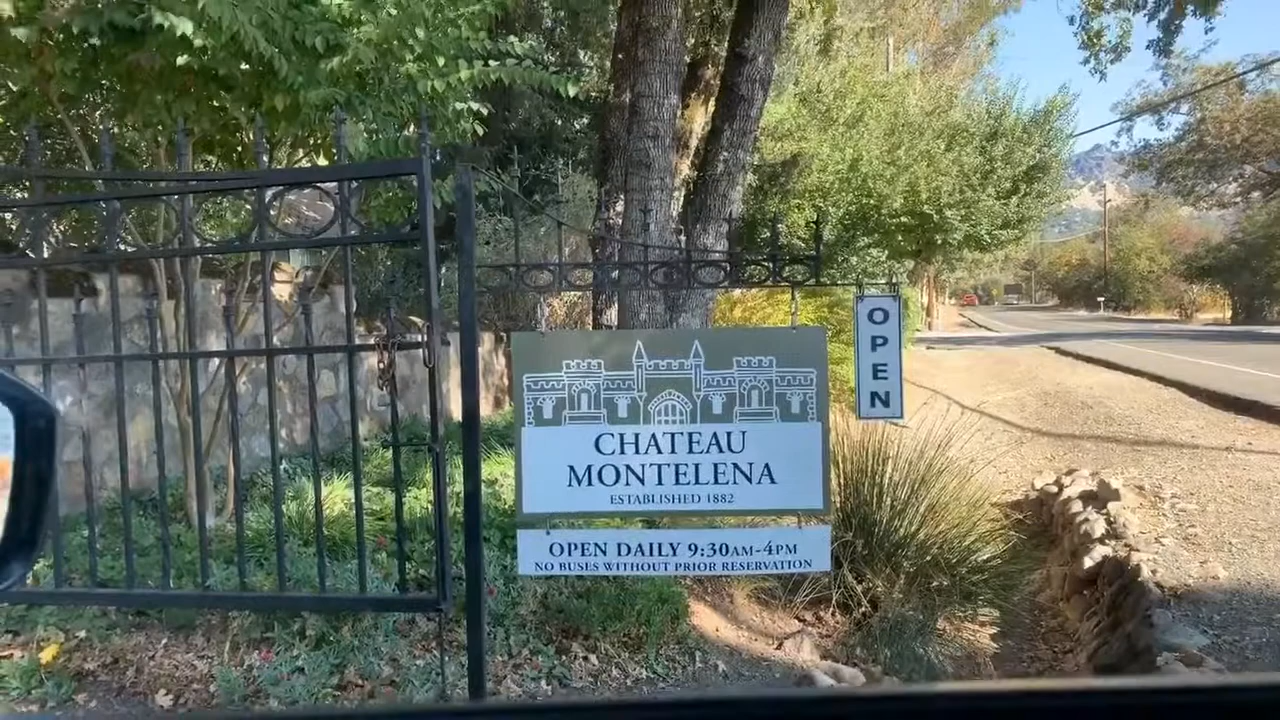 CHATEAU
MONTELENA
ESTABLISHED 1882
OPEN DAILY 9:30AM-4PM
NO BUSES WITHOUT PRIOR RESERVATION
OPEN